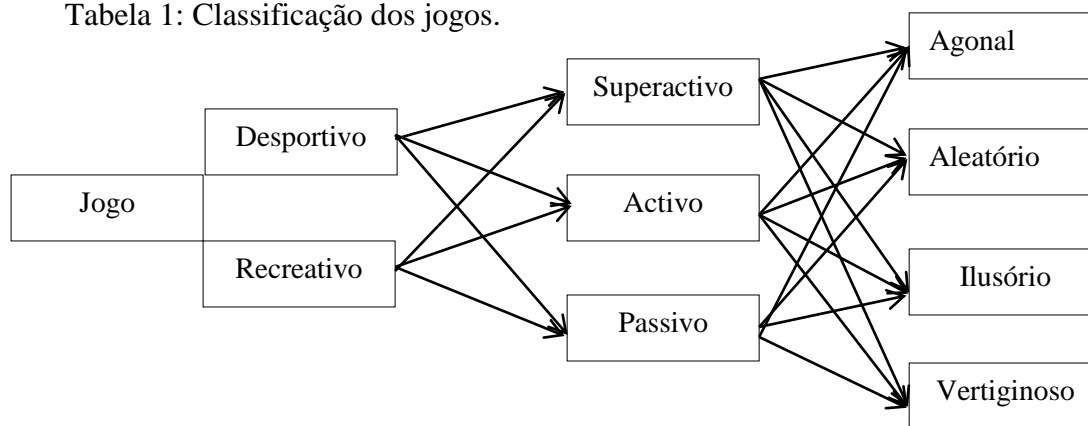 Tabela 1: Classificação dos jogos.
Jogo
Desportivo
Recreativo
Superactivo
Activo
Passivo
Agonal
Aleatório
Ilusório
Vertiginoso